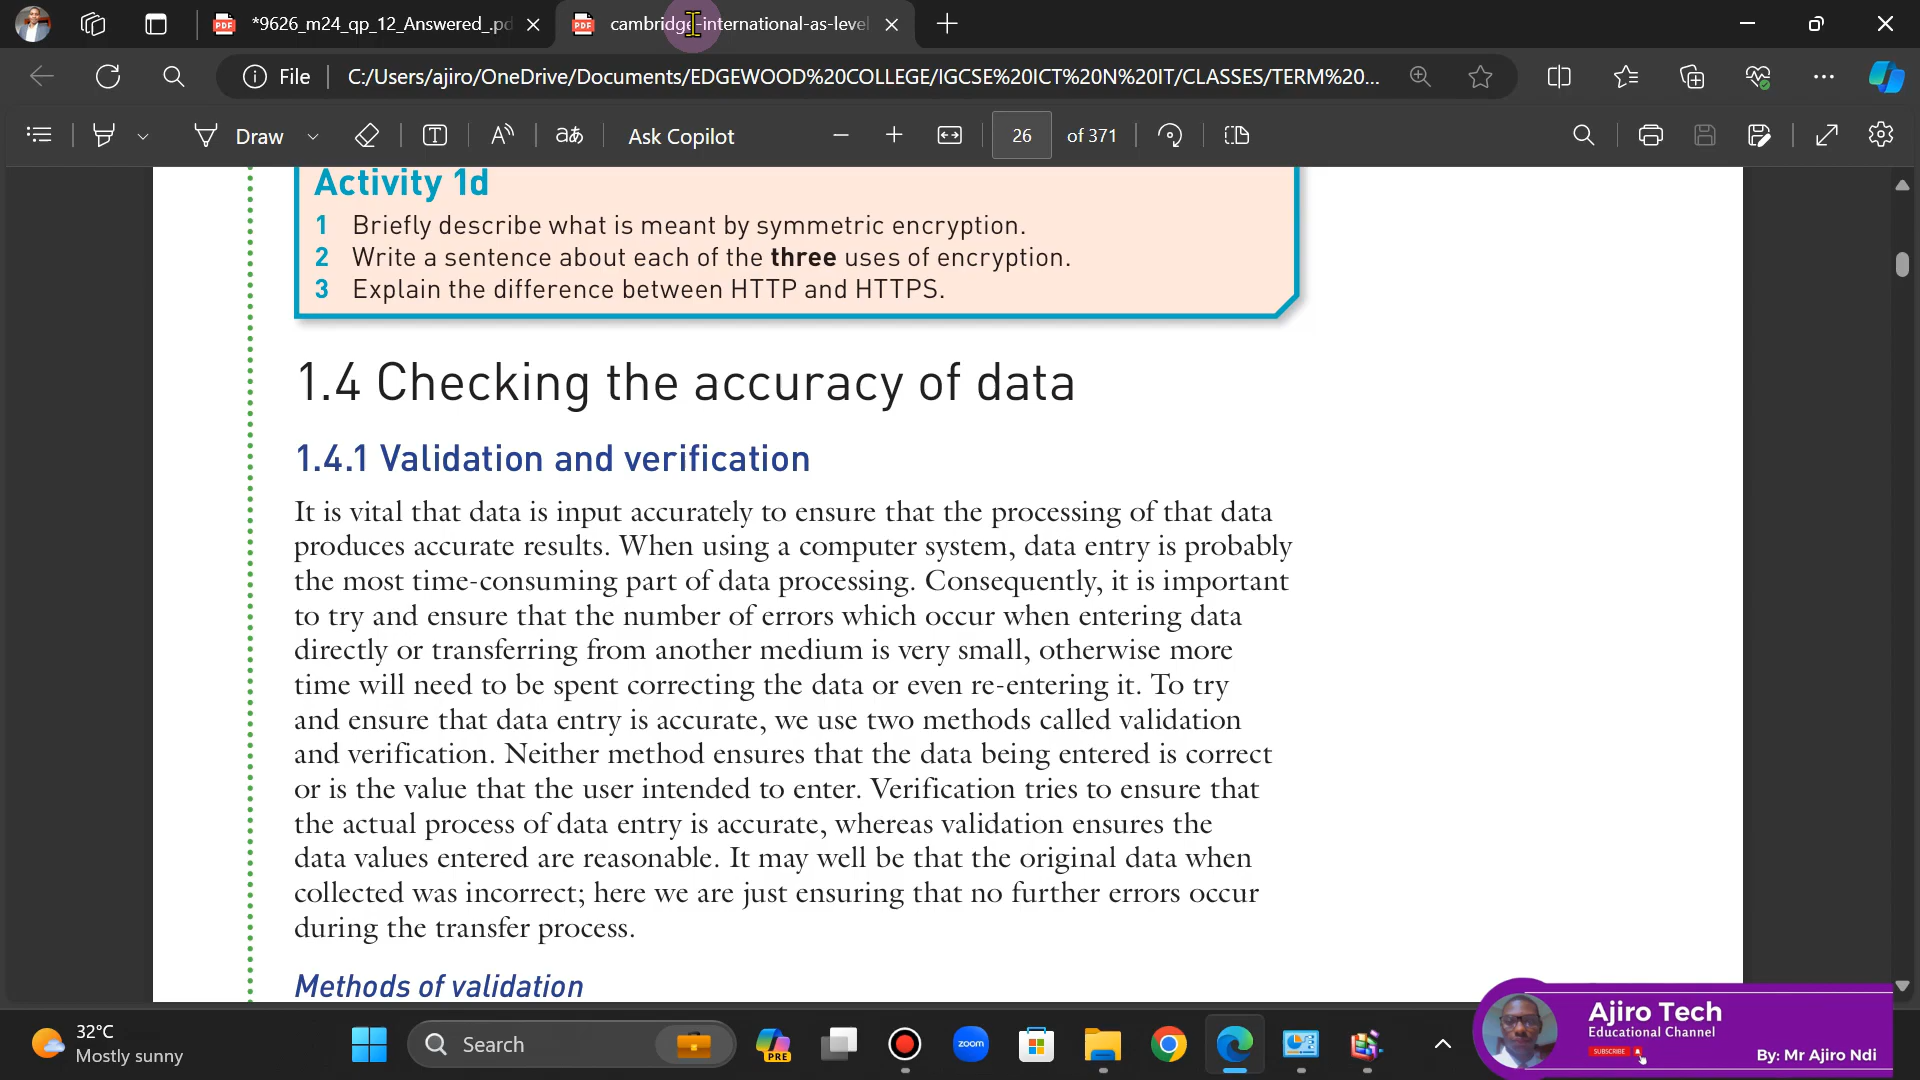 *9626_m24_qp_12_Answered_.pd
cambridge-international-as-level
File
C:/Users/ajiro/OneDrive/Documents/EDGEWOOD%20COLLEGE/IGCSE%20ICT%20N%20IT/CLASSES/TERM%20...
Draw
Ask Copilot
26 of 371
Activity 1d
1 Briefly describe what is meant by symmetric encryption.
2 Write a sentence about each of the three uses of encryption.
3 Explain the difference between HTTP and HTTPS.
1.4 Checking the accuracy of data
1.4.1 Validation and verification
It is vital that data is input accurately to ensure that the processing of that data
produces accurate results. When using a computer system, data entry is probably
the most time-consuming part of data processing. Consequently, it is important
to try and ensure that the number of errors which occur when entering data
directly or transferring from another medium is very small, otherwise more
time will need to be spent correcting the data or even re-entering it. To try
and ensure that data entry is accurate, we use two methods called validation
and verification. Neither method ensures that the data being entered is correct
or is the value that the user intended to enter. Verification tries to ensure that
the actual process of data entry is accurate, whereas validation ensures the
data values entered are reasonable. It may well be that the original data when
collected was incorrect; here we are just ensuring that no further errors occur
during the transfer process.
Methods of validation
Ajiro Tech
Educational Channel
SUBSCRIBE
By: Mr Ajiro Ndi
32°C
Mostly sunny
Search
PRE
zoom